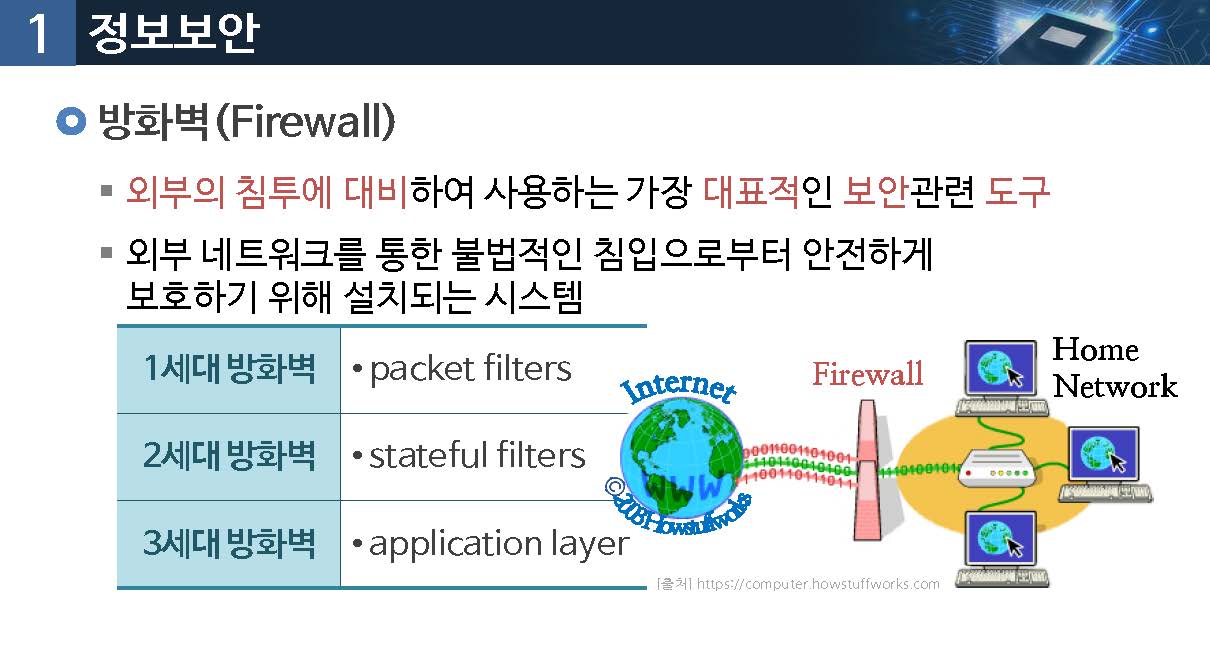 1 정보보안
방화벽(Firewall)
▪ 외부의 침투에 대비하여 사용하는 가장 대표적인 보안관련 도구
▪ 외부 네트워크를 통한 불법적인 침입으로부터 안전하게
보호하기 위해 설치되는 시스템
1세대 방화벽 • packet filters
2세대 방화벽 • stateful filters
3세대 방화벽 • application layer
Internet
WWW
©2003 Howstuffworks
Firewall
Home
Network
[출처] https://computer.howstuffworks.com